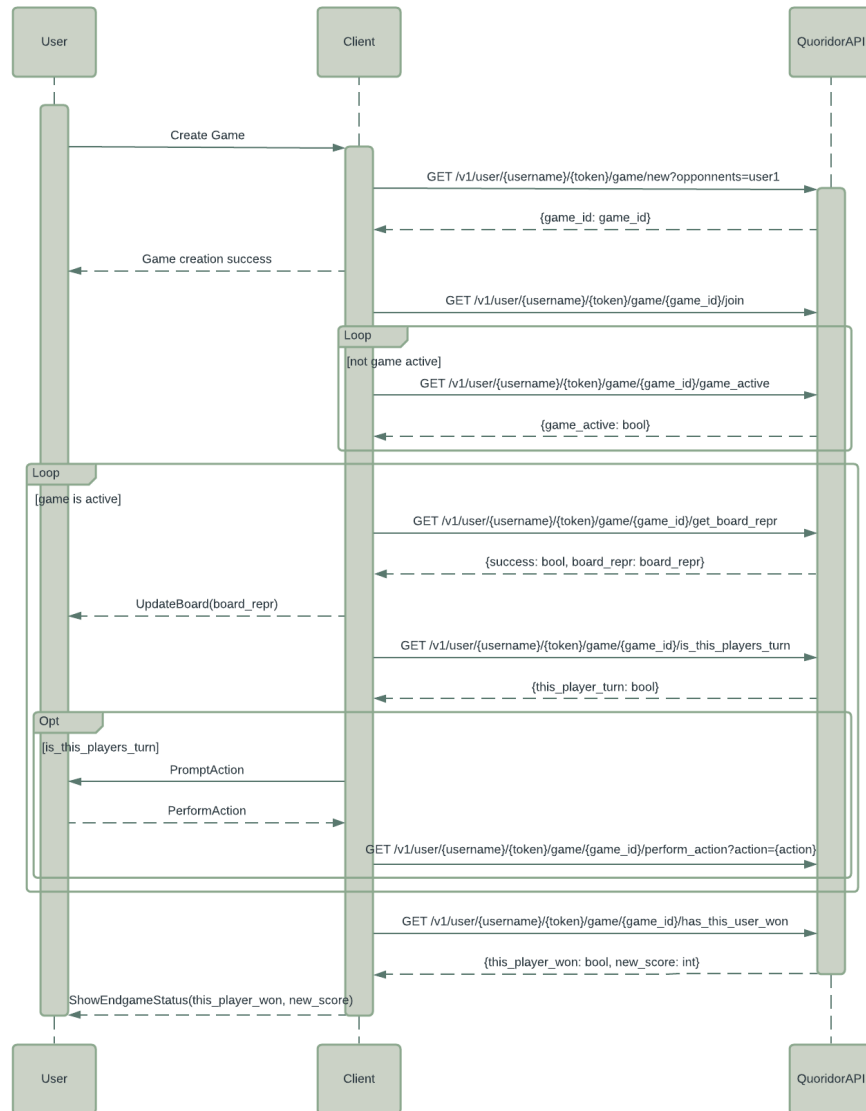 User
Client
QuoridorAPI
Create Game
GET /v1/user/{username}/{token}/game/new?opponnents=user1
{game_id: game_id}
Game creation success
GET /v1/user/{username}/{token}/game/{game_id}/join
Loop
[not game active]
GET /v1/user/{username}/{token}/game/{game_id}/game_active
{game_active: bool}
Loop
[game is active]
GET /v1/user/{username}/{token}/game/{game_id}/get_board_repr
{success: bool, board_repr: board_repr}
UpdateBoard(board_repr)
GET /v1/user/{username}/{token}/game/{game_id}/is_this_players_turn
{this_player_turn: bool}
Opt
[is_this_players_turn]
PromptAction
PerformAction
GET /v1/user/{username}/{token}/game/{game_id}/perform_action?action={action}
GET /v1/user/{username}/{token}/game/{game_id}/has_this_user_won
{this_player_won: bool, new_score: int}
ShowEndgameStatus(this_player_won, new_score)
User
Client
QuoridorAPI